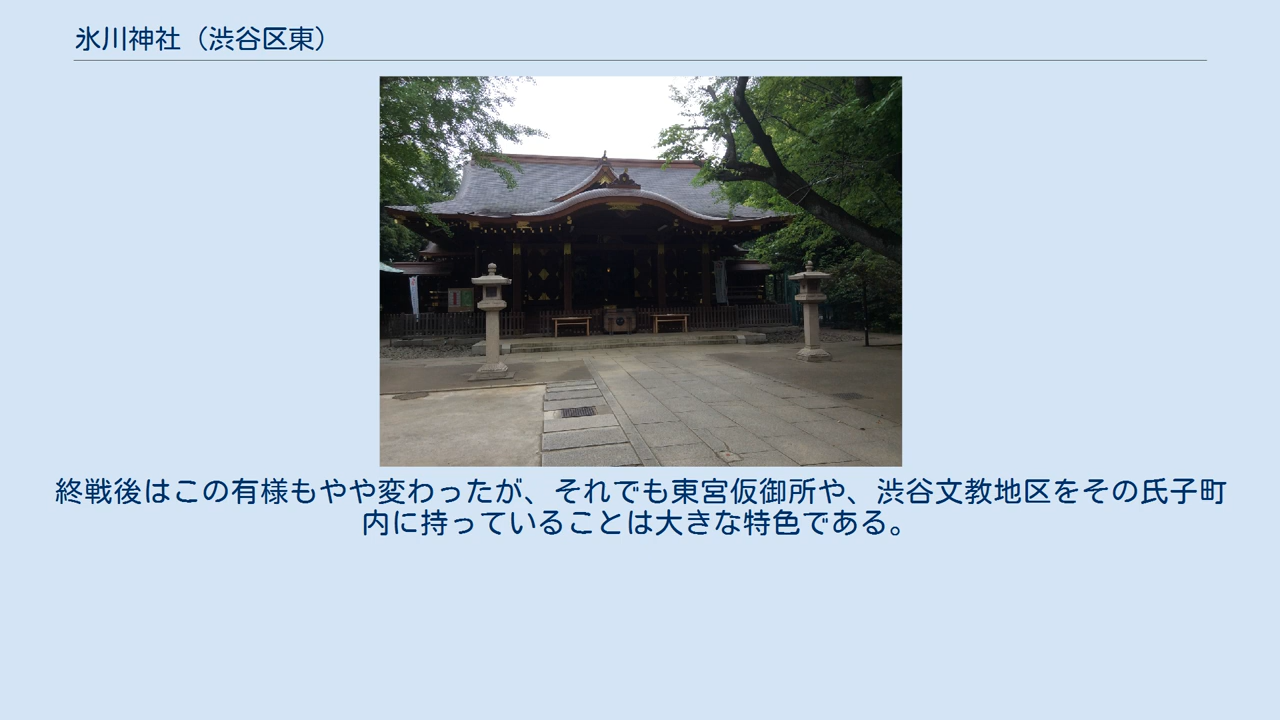 氷川神社（渋谷区東）
終戦後はこの有様もやや変わったが、それでも東宮仮御所や、渋谷文教地区をその氏子町
内に持っていることは大きな特色である。